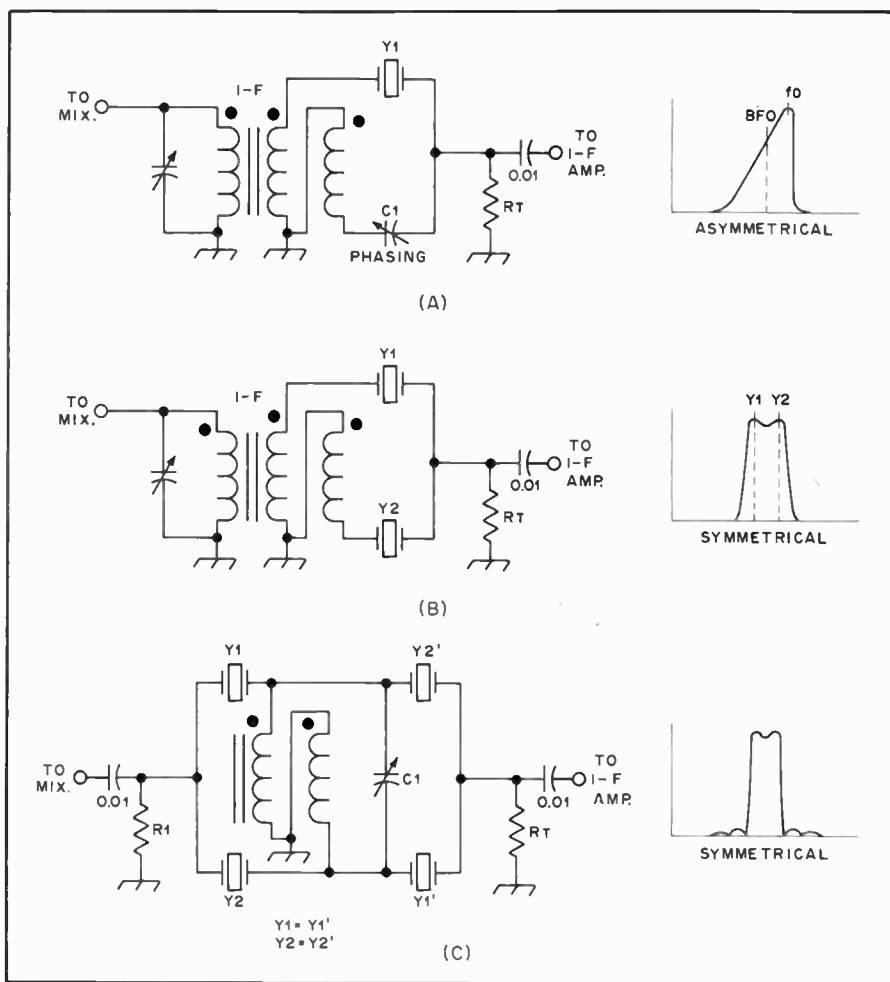 Y1
TO
MIX.
I-F
C1
PHASING
RT
0.01
TO
I-F
AMP.
BFO
fo
ASYMMETRICAL
(A)
Y1
TO
MIX.
I-F
Y2
RT
0.01
TO
I-F
AMP.
Y1 Y2
SYMMETRICAL
(B)
Y1
Y2'
TO
MIX.
0.01
R1
C1
RT
0.01
TO
I-F
AMP.
Y2
Y1'
Y1 = Y1'
Y2 = Y2'
SYMMETRICAL
(C)